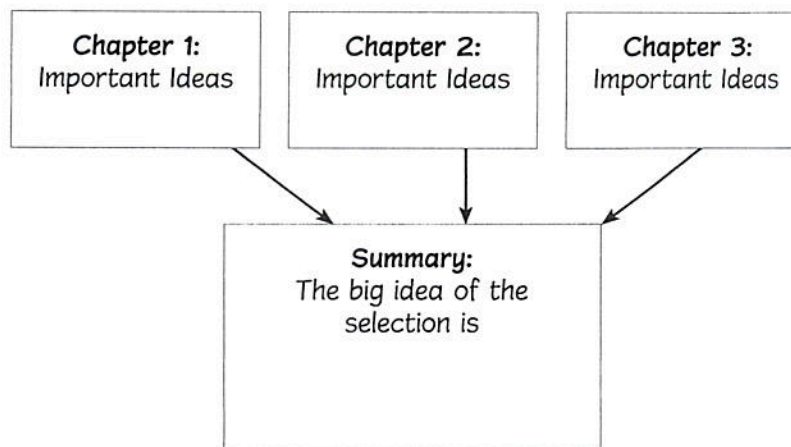 Chapter 1:
Important Ideas
Chapter 2:
Important Ideas
Chapter 3:
Important Ideas
Summary:
The big idea of the
selection is